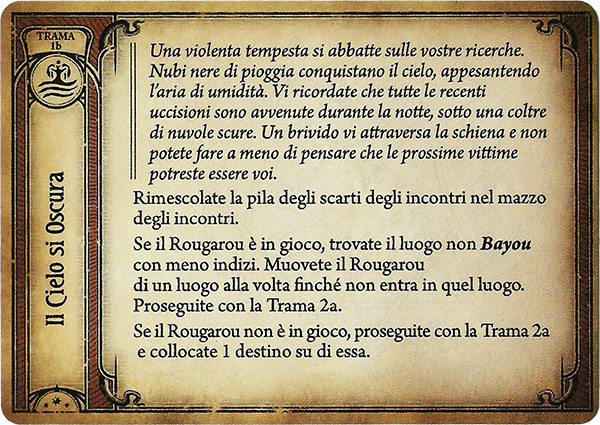 TRAMA
1b
Il Cielo si Oscura
Una violenta tempesta si abbatte sulle vostre ricerche.
Nubi nere di pioggia conquistano il cielo, appesantendo
l'aria di umidità. Vi ricordate che tutte le recenti
uccisioni sono avvenute durante la notte, sotto una coltre
di nuvole scure. Un brivido vi attraversa la schiena e non
potete fare a meno di pensare che le prossime vittime
potreste essere voi.
Rimescolate la pila degli scarti degli incontri nel mazzo
degli incontri.
Se il Rougarou è in gioco, trovate il luogo non Bayou
con meno indizi. Muovete il Rougarou
di un luogo alla volta finché non entra in quel luogo.
Proseguite con la Trama 2a.
Se il Rougarou non è in gioco, proseguite con la Trama 2a
e collocate 1 destino su di essa.